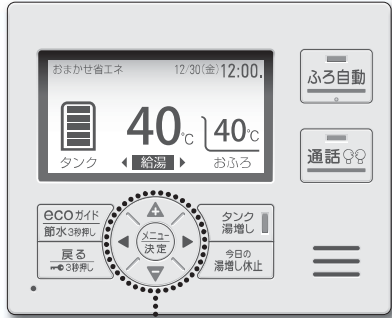 おまかせ省エネ 12/30(金)12:00.
40℃ 40℃
タンク 給湯 おふろ
ふろ自動
通話
ecoガイド
節水3秒押し
戻る
3秒押し
メニュー
決定
タンク
湯増し
今日の
湯増し休止